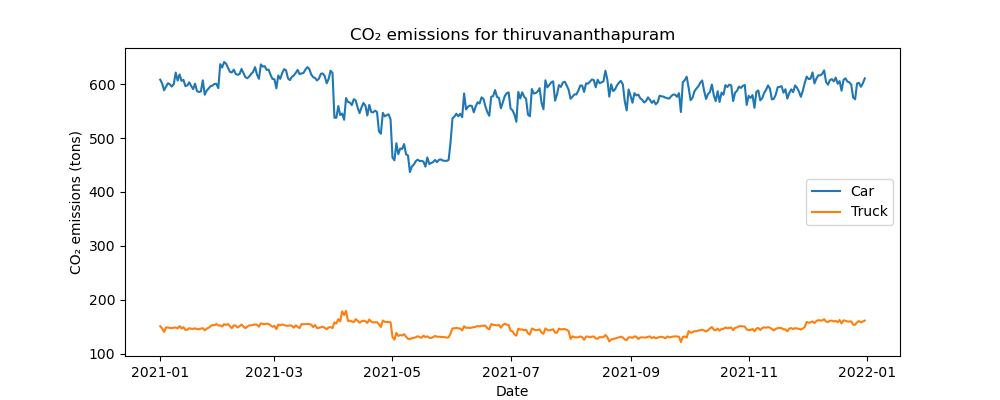 CO₂ emissions for thiruvananthapuram
CO₂ emissions (tons)
600
500
400
300
200
100
Car
Truck
2021-01
2021-03
2021-05
2021-07
2021-09
2021-11
2022-01
Date